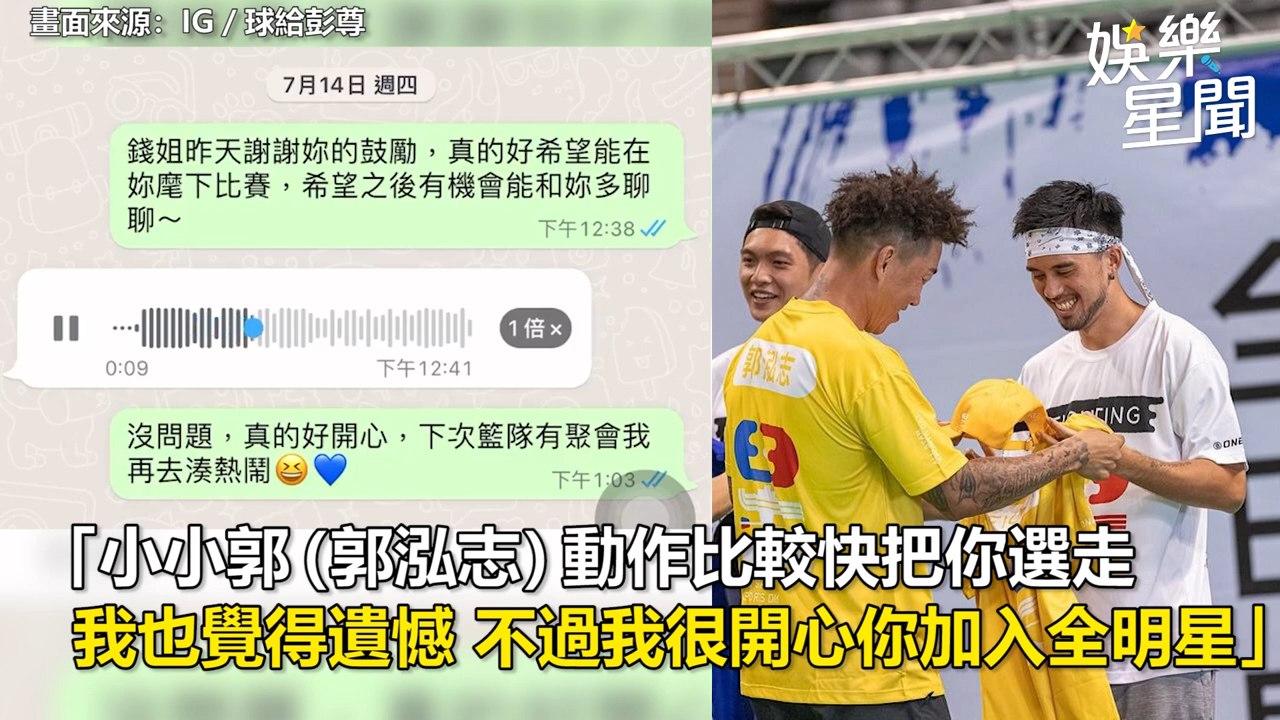 畫面來源：IG / 球給彭尊
娛樂
星聞
7月14日 週四
錢姐昨天謝謝妳的鼓勵，真的好希望能在
妳麾下比賽，希望之後有機會能和妳多聊
聊～
下午12:38
1倍×
0:09
下午12:41
沒問題，真的好開心，下次籃隊有聚會我
再去湊熱鬧😆💙
下午1:03
郭泓志
ONE
「小小郭(郭泓志)動作比較快把你選走
我也覺得遺憾 不過我很開心你加入全明星」